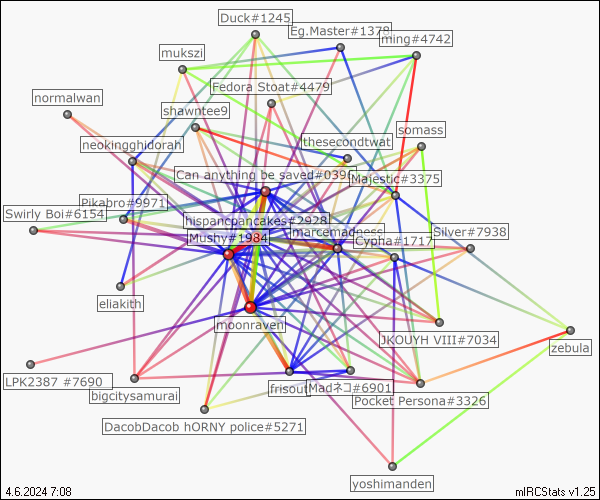 Duck#1245
Eg.Master#1378
ming#4742
mukszi
Fedora Stoat#4479
normalwan
shawntee9
somass
neokingghidorah
thesecondtwat
Can anything be saved#039
Majestic#3375
Pikabro#9971
Swirly Boi#6154
hispancpancakes#2928
marcemadness
Silver#7938
Mushy#1984
Cypha#1717
eliakith
moonraven
JKOUYH VIII#7034
zebula
LPK2387 #7690
bigcitysamurai
frisout
Madネコ#6901
Pocket Persona#3326
DacobDacob hORNY police#5271
yoshimanden
4.6.2024 7:08
mIRCStats v1.25